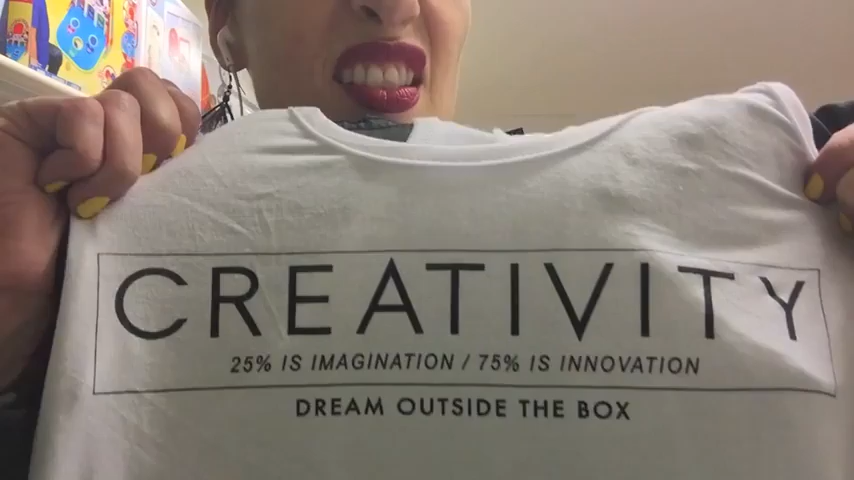 CREATIVITY
25% IS IMAGINATION / 75% IS INNOVATION
DREAM OUTSIDE THE BOX